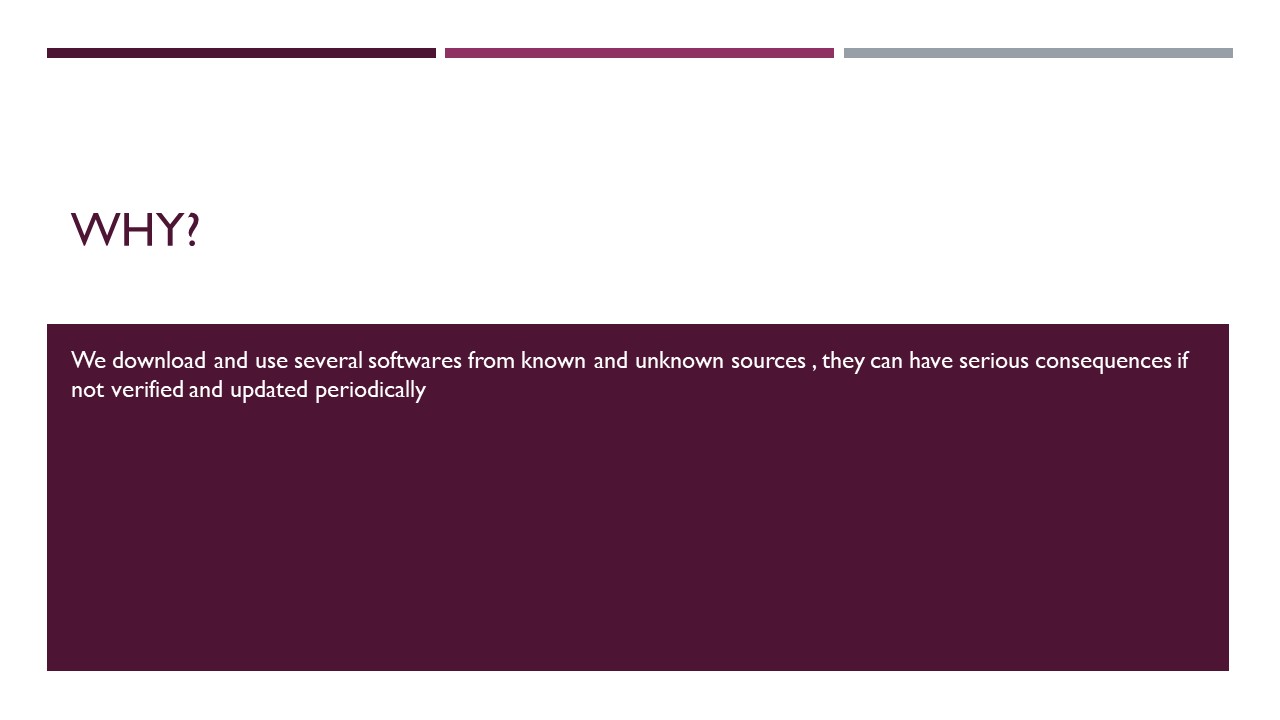 WHY?
We download and use several softwares from known and unknown sources , they can have serious consequences if
not verified and updated periodically